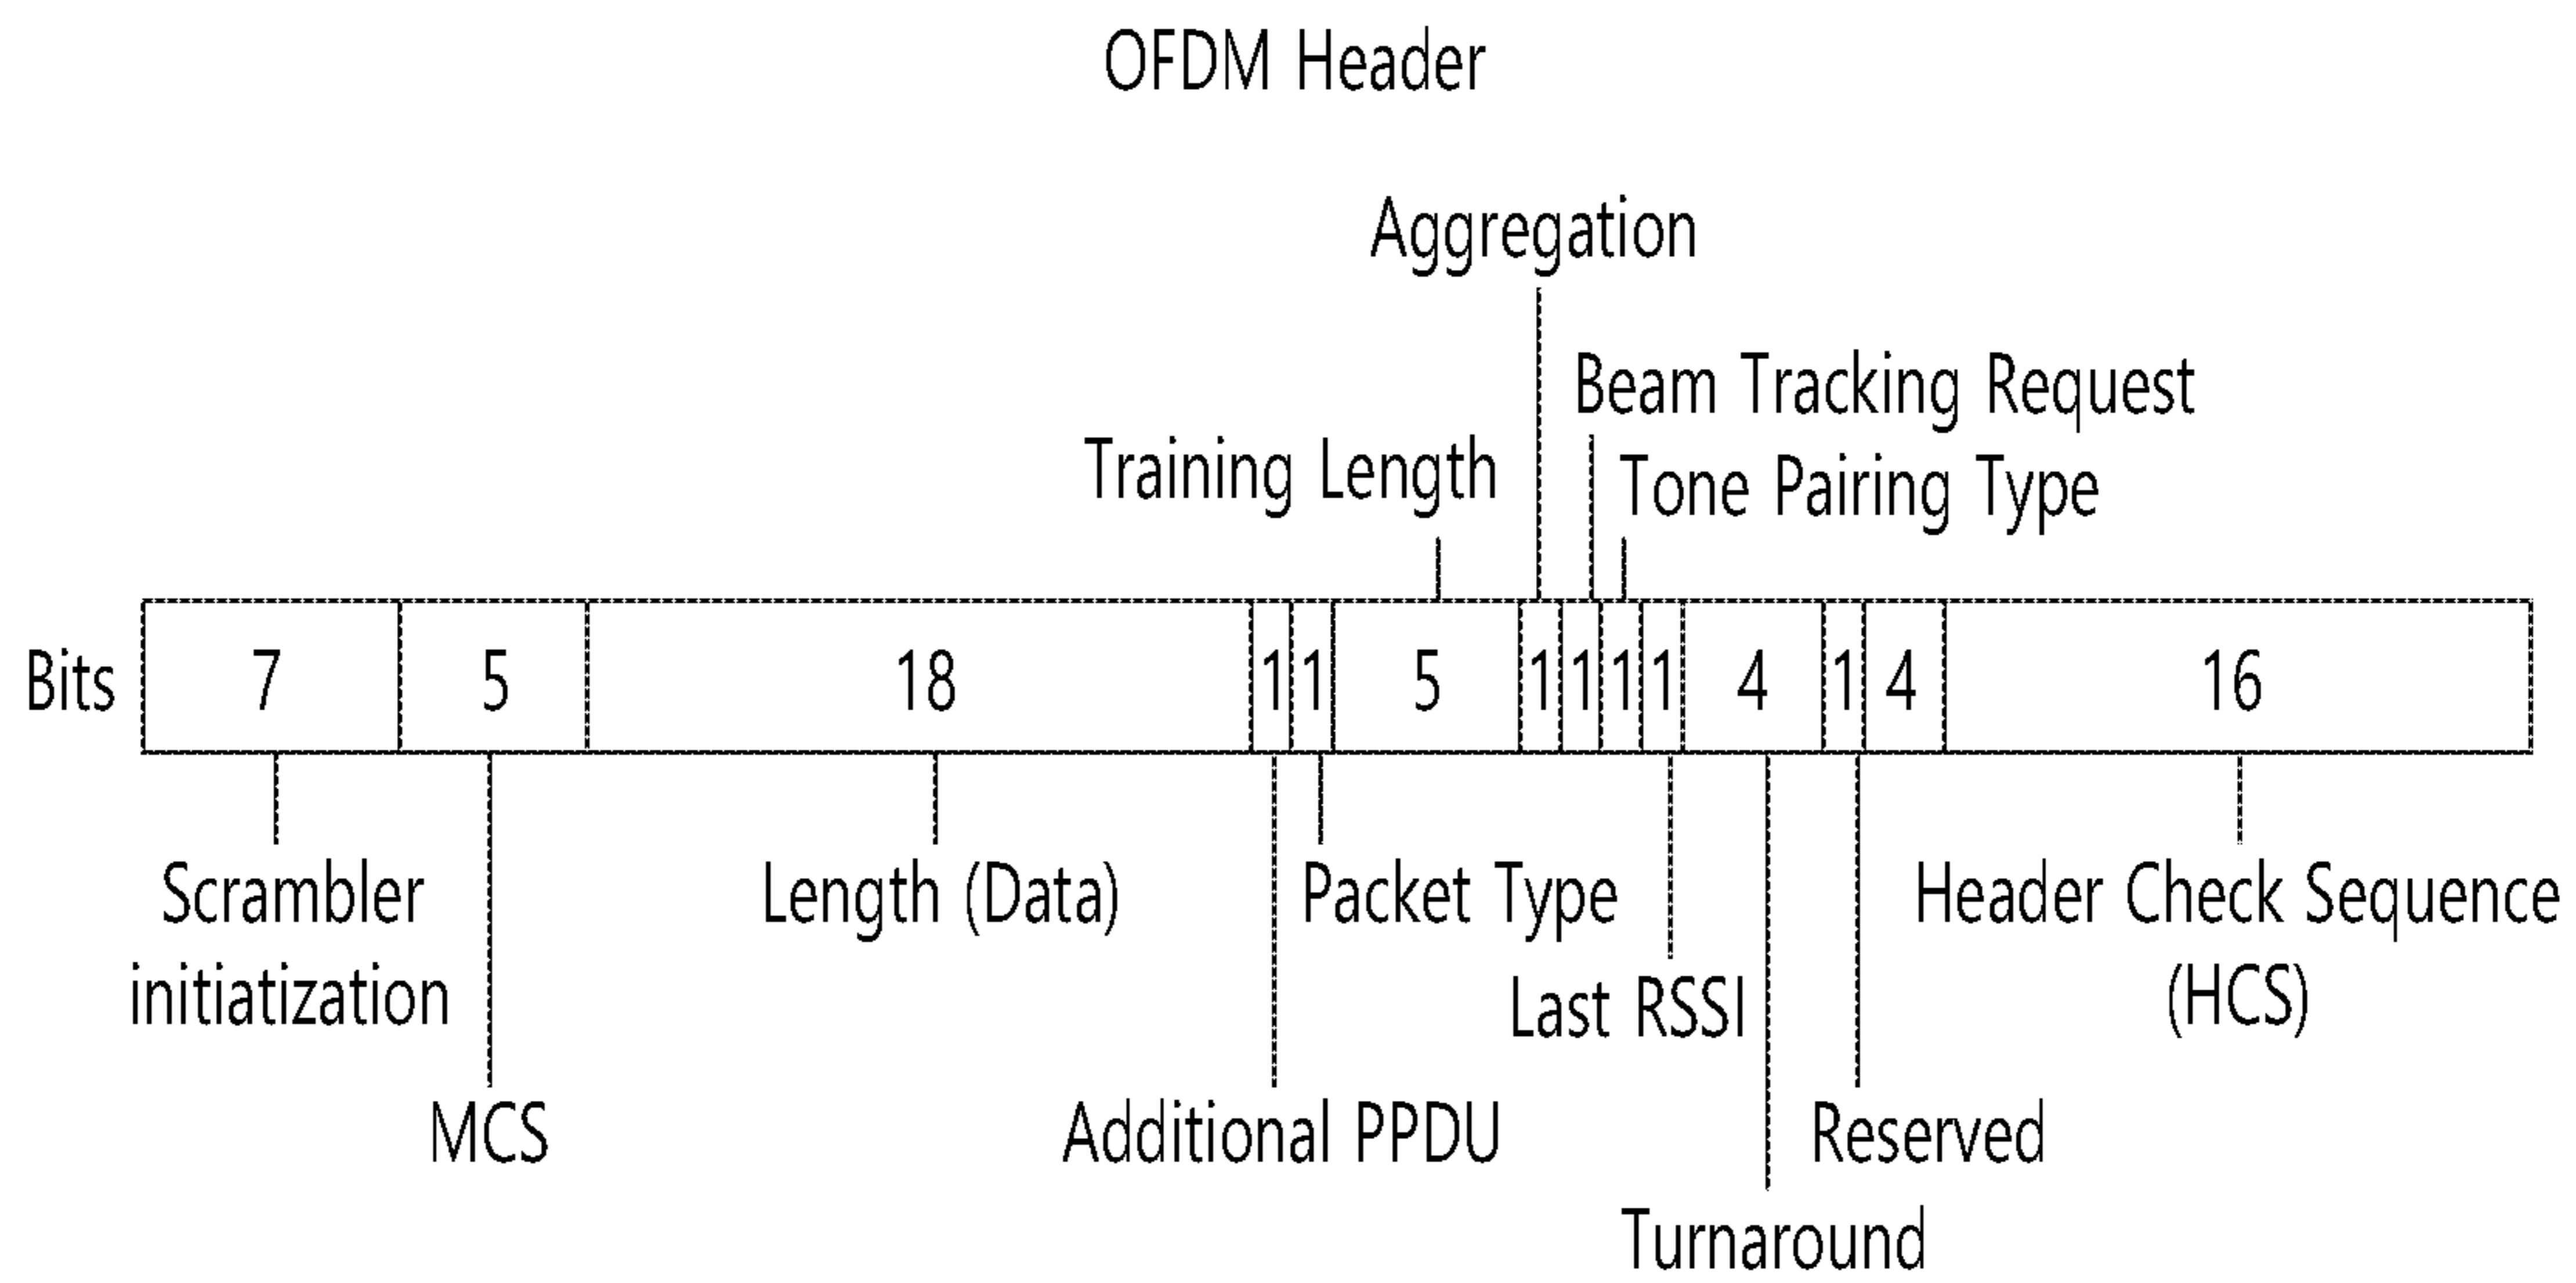 OFDM Header
Aggregation
Beam Tracking Request
Training Length
Tone Pairing Type
Bits 7 5 18 1 1 5 1 1 1 1 4 1 4 16
Scrambler
initiatization
Length (Data)
Packet Type
Header Check Sequence
(HCS)
Last RSSI
MCS
Additional PPDU
Reserved
Turnaround